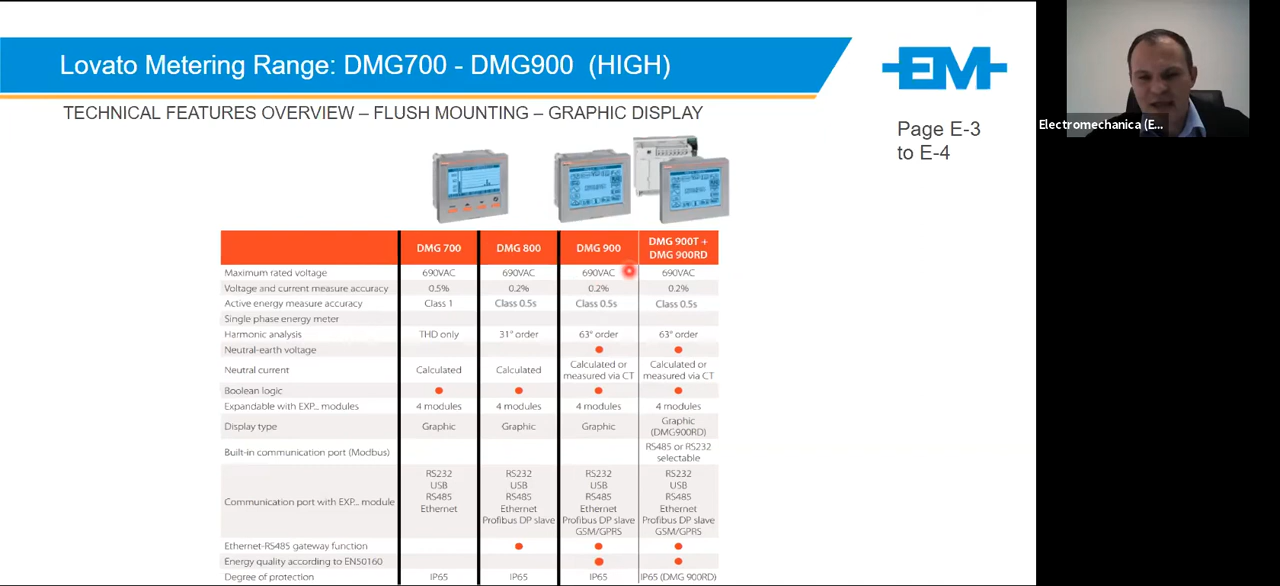 Lovato Metering Range: DMG700 - DMG900 (HIGH)
EM
TECHNICAL FEATURES OVERVIEW – FLUSH MOUNTING – GRAPHIC DISPLAY
Page E-3
to E-4
Electromechanica (E...
DMG 700 DMG 800 DMG 900 DMG 900T + DMG 900RD
Maximum rated voltage 690VAC 690VAC 690VAC 690VAC
Voltage and current measure accuracy 0.5% 0.2% 0.2% 0.2%
Active energy measure accuracy Class 1 Class 0.5s Class 0.5s Class 0.5s
Single phase energy meter
Harmonic analysis THD only 31° order 63° order 63° order
Neutral-earth voltage ● ●
Neutral current Calculated Calculated Calculated or measured via CT Calculated or measured via CT
Boolean logic ● ● ● ●
Expandable with EXP... modules 4 modules 4 modules 4 modules 4 modules
Display type Graphic Graphic Graphic Graphic (DMG900RD)
Built-in communication port (Modbus) RS485 or RS232 selectable
Communication port with EXP... module
RS232 RS232 RS232 RS232
USB USB USB USB
RS485 RS485 RS485 RS485
Ethernet Ethernet Ethernet Ethernet
Profibus DP slave Profibus DP slave Profibus DP slave
GSM/GPRS GSM/GPRS
Ethernet-RS485 gateway function ● ● ●
Energy quality according to EN50160 ● ●
Degree of protection IP65 IP65 IP65 IP65 (DMG 900RD)